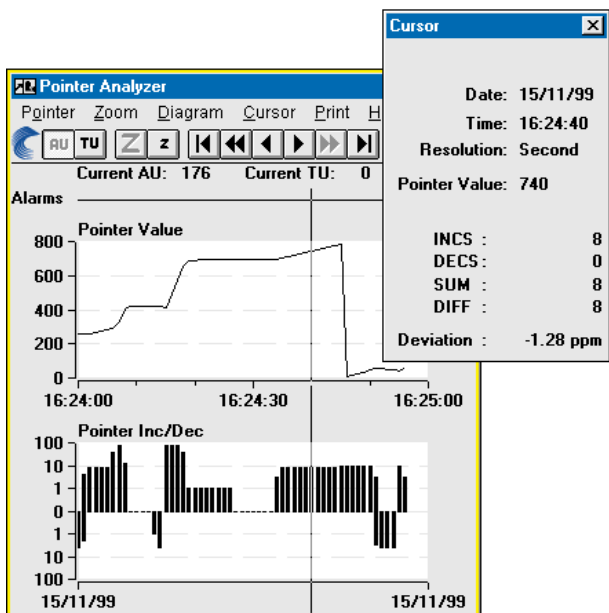 Cursor
Date: 15/11/99
Time: 16:24:40
Resolution: Second
Pointer Value: 740
INCS : 8
DECS : 0
SUM : 8
DIFF : 8
Deviation : -1.28 ppm
Pointer Analyzer
Pointer Zoom Diagram Cursor Print H
AU TU Z z
Current AU: 176 Current TU: 0
Alarms
Pointer Value
800
600
400
200
0
16:24:00 16:24:30 16:25:00
Pointer Inc/Dec
100
10
1
0
1
10
100
15/11/99 15/11/99